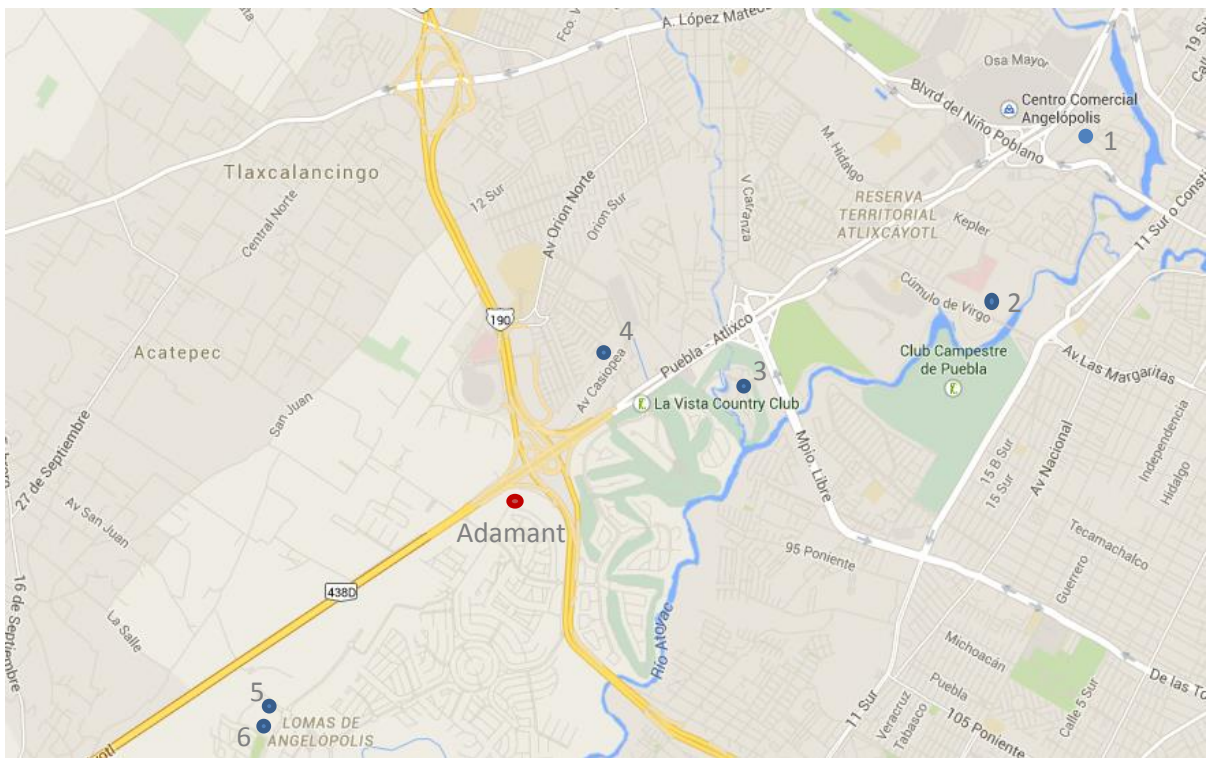 Fco. V
A. López Mateos
Osa Mayor
19 Su
Calle
Centro Comercial
Angelópolis
1
Blvrd del Niño Poblano
Tlaxcalancingo
M. Hidalgo
12 Sur
V Carranza
RESERVA
TERRITORIAL
ATLIXCÁYOTL
Av Orion Norte
Orion Sur
Central Norte
Kepler
11 Sur o Consti
Cúmulo de Virgo
2
190
4
Acatepec
Puebla - Atlixco
Club Campestre
de Puebla
Av Las Margaritas
Av Casiopea
3
La Vista Country Club
San Juan
27 de Septiembre
Mpio. Libre
15 B Sur
15 Sur
Av Nacional
Independencia
Hidalgo
Av San Juan
Adamant
95 Poniente
Tecamachalco
Guerrero
438D
16 de Septiembre
La Salle
Río Atoyac
Michoacán
Puebla
De las To
5
6
LOMAS DE
ANGELÓPOLIS
11 Sur
Veracruz
Tabasco
105 Poniente
Calle 5 Sur
yotl